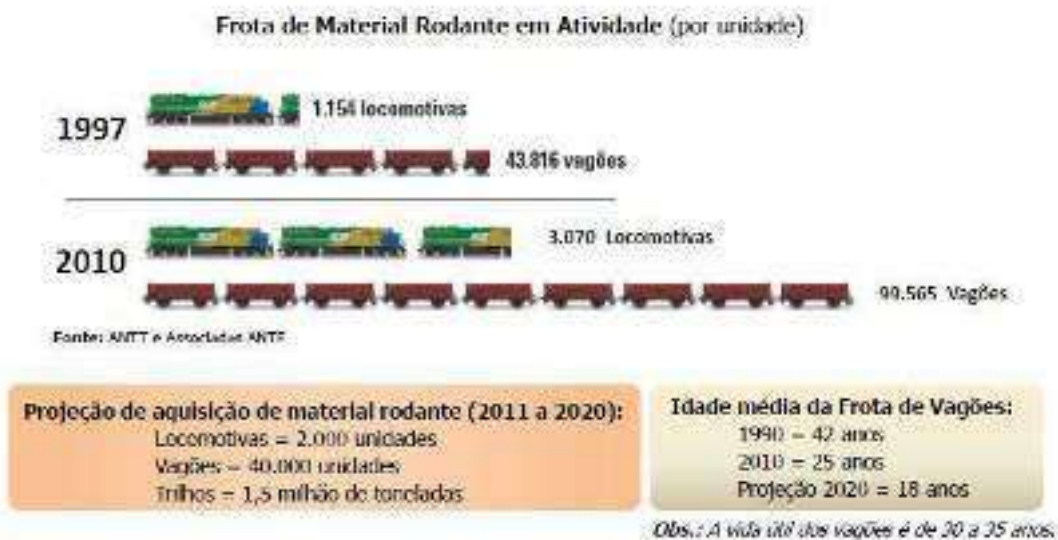 Frota de Material Rodante em Atividade (por unidade)
1997
1.154 locomotivas
43.816 vagões
2010
3.070 Locomotivas
99.565 Vagões
Fonte: ANTT e Associadas ANTF
Projeção de aquisição de material rodante (2011 a 2020):
Locomotivas = 2.000 unidades
Vagões = 40.000 unidades
Trilhos = 1,5 milhão de toneladas
Idade média da Frota de Vagões:
1990 = 42 anos
2010 = 25 anos
Projeção 2020 = 18 anos
Obs.: A vida útil dos vagões é de 30 a 35 anos.